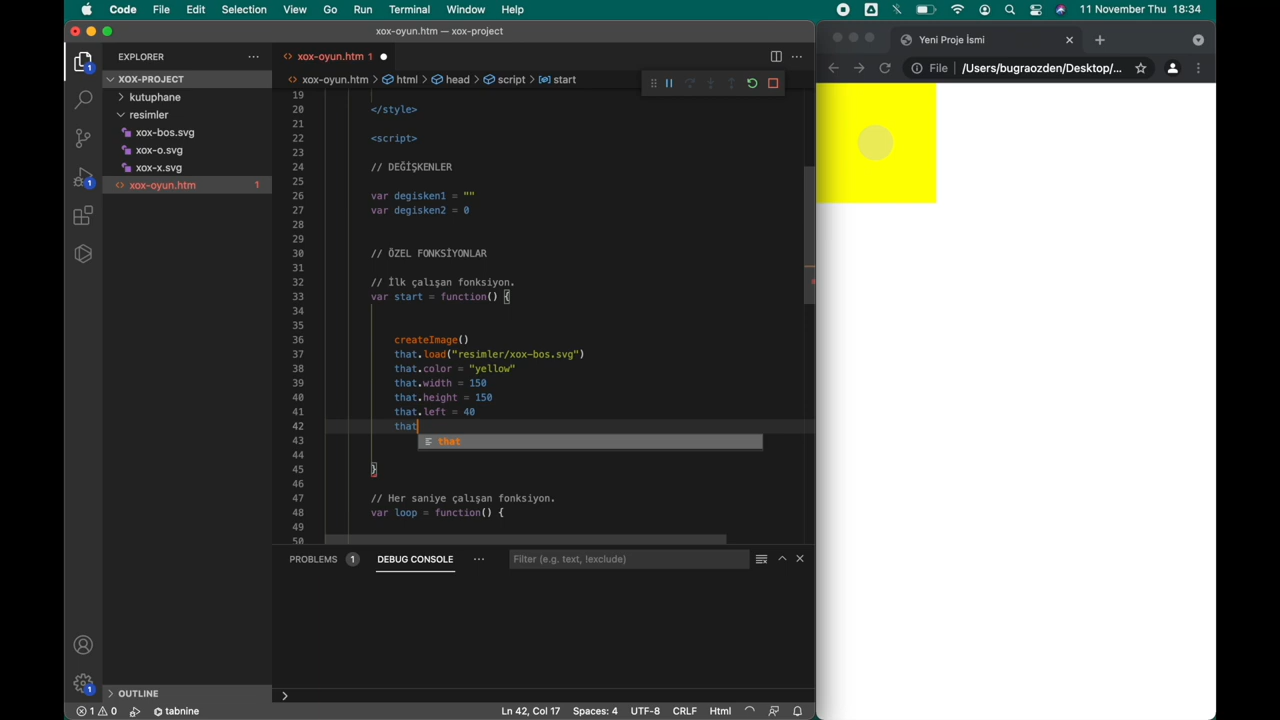 Code File Edit Selection View Go Run Terminal Window Help 11 November Thu 18:34
xox-oyun.htm — xox-project
Yeni Proje İsmi
EXPLORER
xox-oyun.htm 1
File /Users/bugraozden/Desktop/...
XOX-PROJECT
xox-oyun.htm > html > head > script > start
kutuphane
resimler
xox-bos.svg
xox-o.svg
xox-x.svg
xox-oyun.htm 1
1
1
19
20 </style>
21
22 <script>
23
24 // DEĞİŞKENLER
25
26 var degisken1 = ""
27 var degisken2 = 0
28
29
30 // ÖZEL FONKSİYONLAR
31
32 // İlk çalışan fonksiyon.
33 var start = function() {
34
35
36 createImage()
37 that.load("resimler/xox-bos.svg")
38 that.color = "yellow"
39 that.width = 150
40 that.height = 150
41 that.left = 40
42 that
43 that
44
45 }
46
47 // Her saniye çalışan fonksiyon.
48 var loop = function() {
49
50
PROBLEMS 1 DEBUG CONSOLE ... Filter (e.g. text, !exclude)
1
OUTLINE
1 0 tabnine Ln 42, Col 17 Spaces: 4 UTF-8 CRLF Html